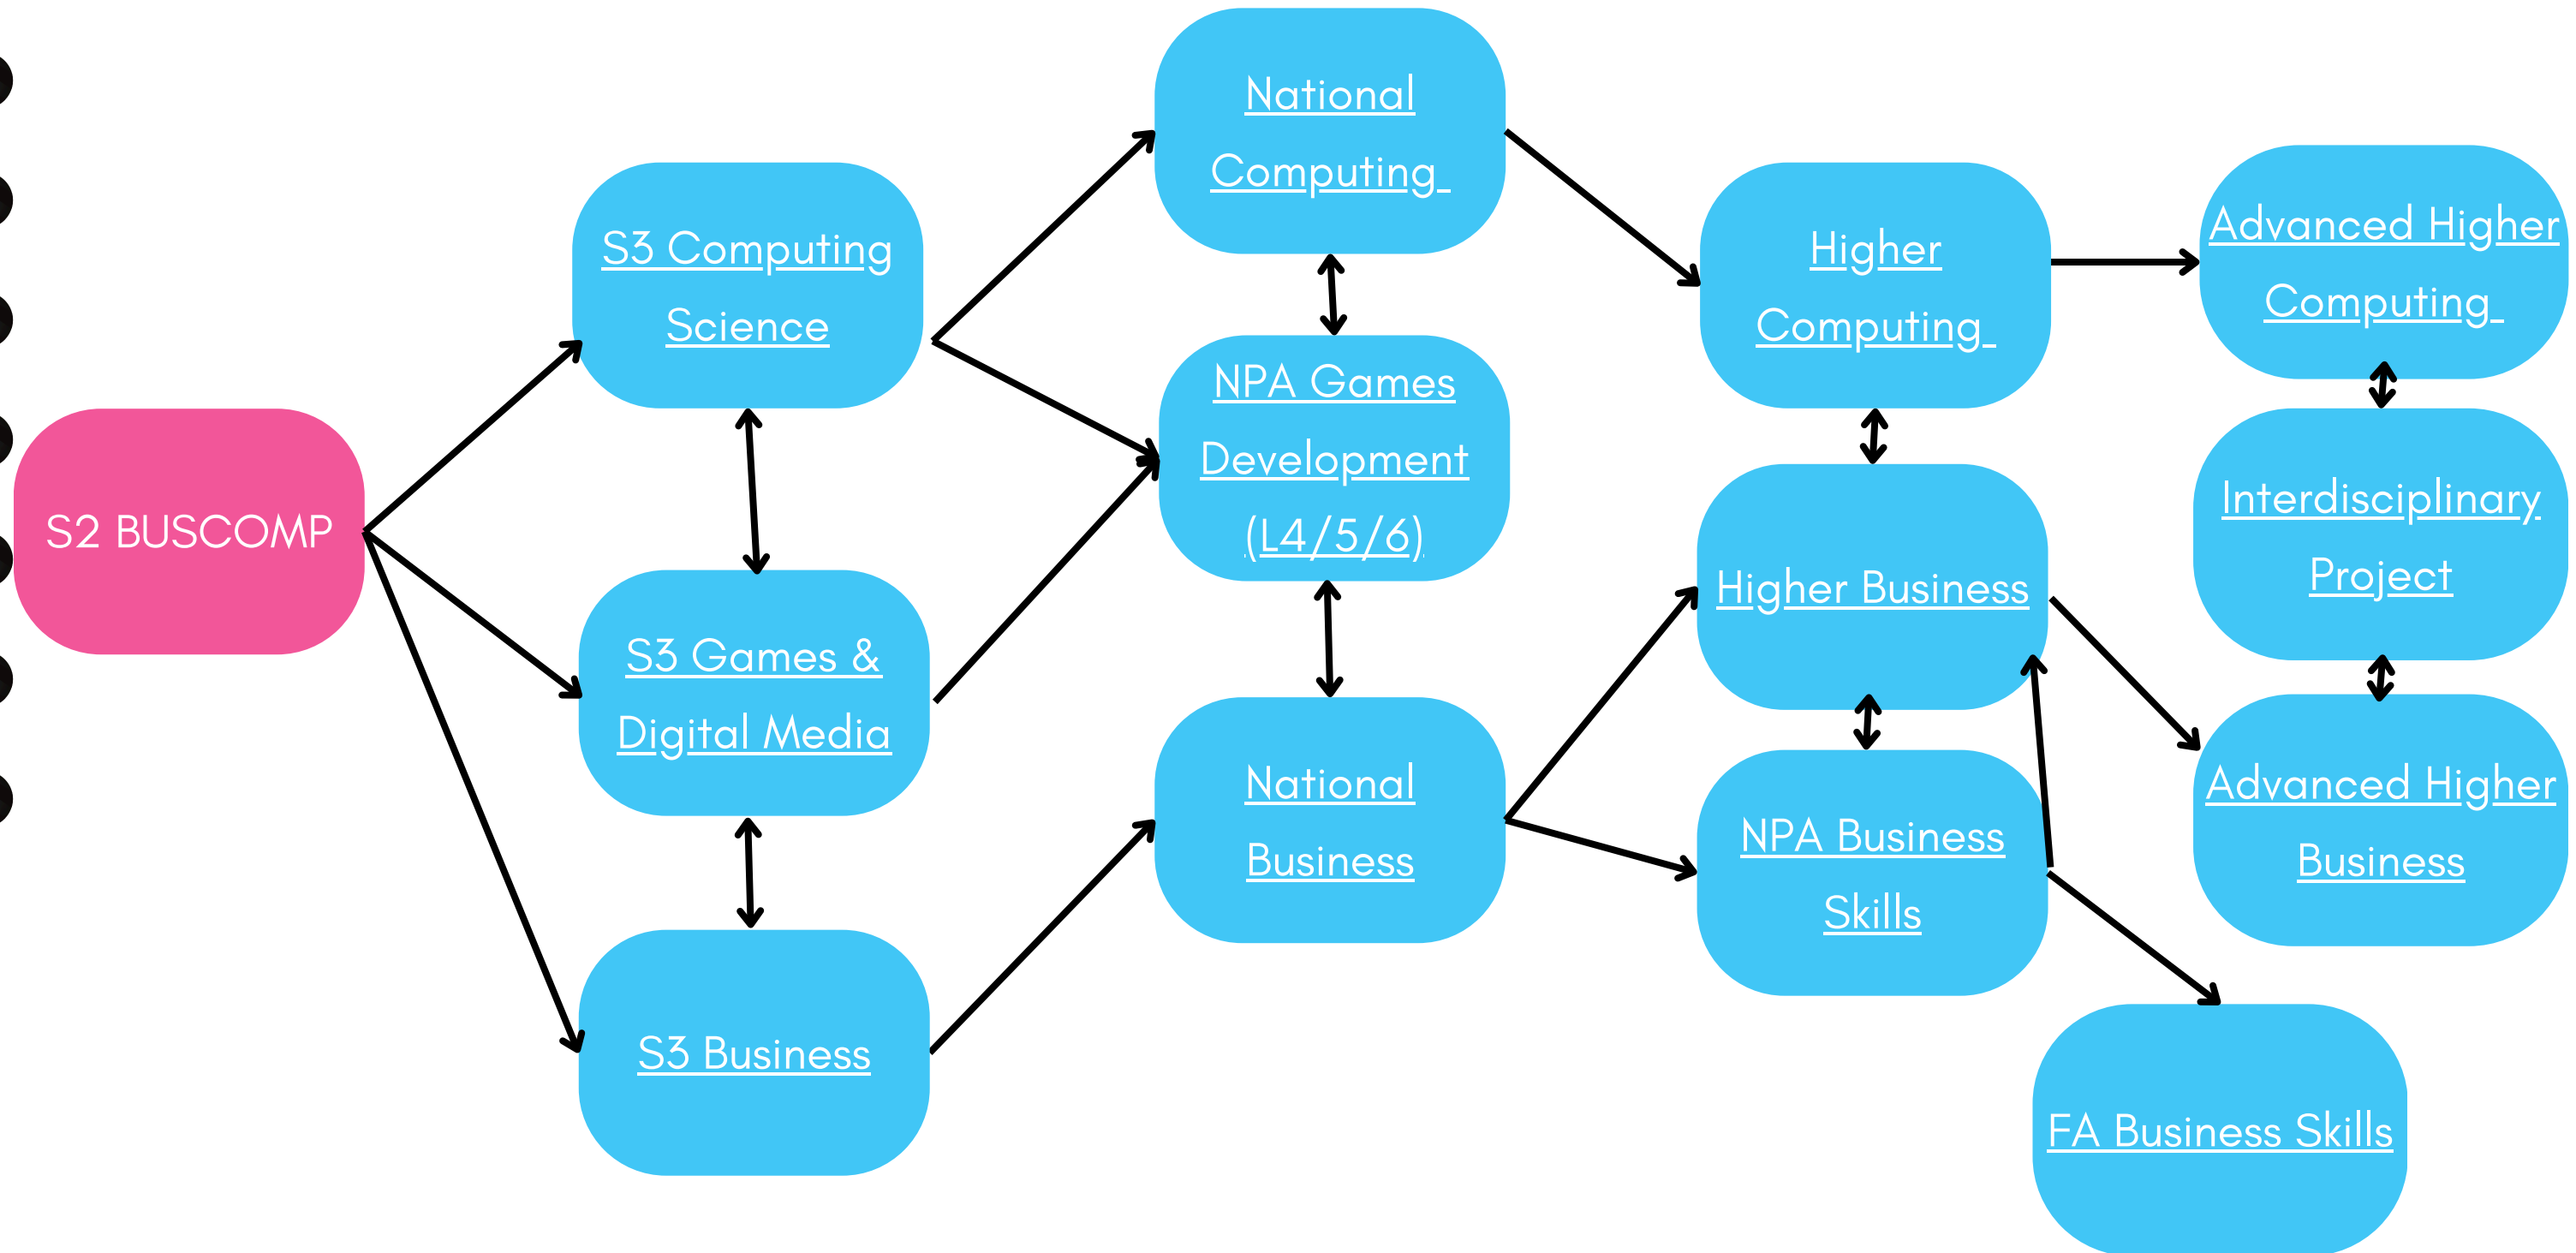 S2 BUSCOMP
S3 Computing
Science
S3 Games &
Digital Media
S3 Business
National
Computing
NPA Games
Development
(L4/5/6)
National
Business
Higher
Computing
Higher Business
NPA Business
Skills
Advanced Higher
Computing
Interdisciplinary
Project
Advanced Higher
Business
FA Business Skills